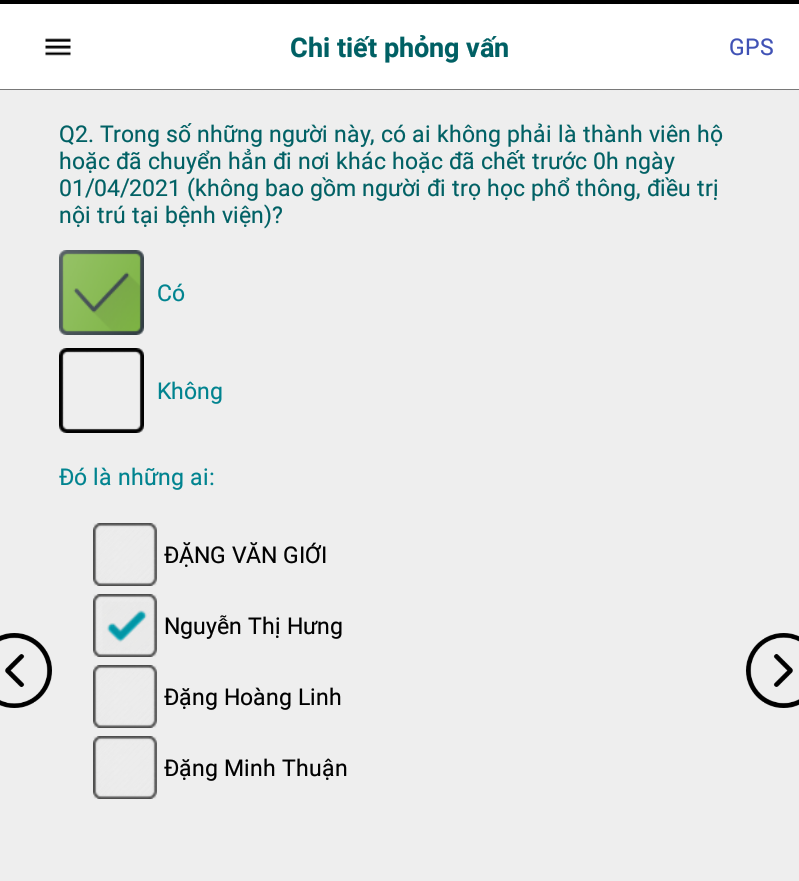 Chi tiết phỏng vấn
GPS
Q2. Trong số những người này, có ai không phải là thành viên hộ
hoặc đã chuyển hẳn đi nơi khác hoặc đã chết trước 0h ngày
01/04/2021 (không bao gồm người đi trọ học phổ thông, điều trị
nội trú tại bệnh viện)?
Có
Không
Đó là những ai:
ĐẶNG VĂN GIỚI
Nguyễn Thị Hưng
Đặng Hoàng Linh
Đặng Minh Thuận